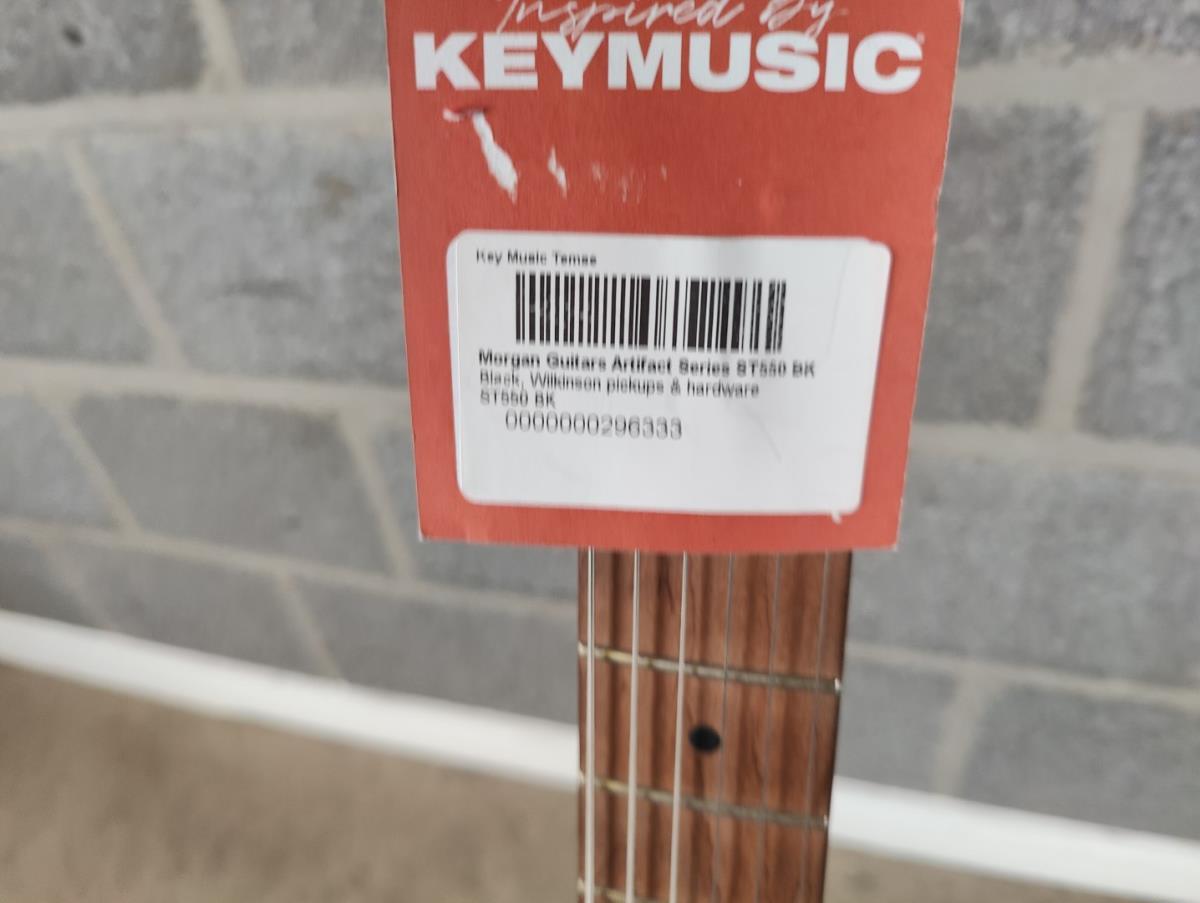 Inspired By
KEYMUSIC
Key Music Temse
Morgan Guitars Artifact Series ST550 BK
Black, Wilkinson pickups & hardware
ST550 BK
0000000296333